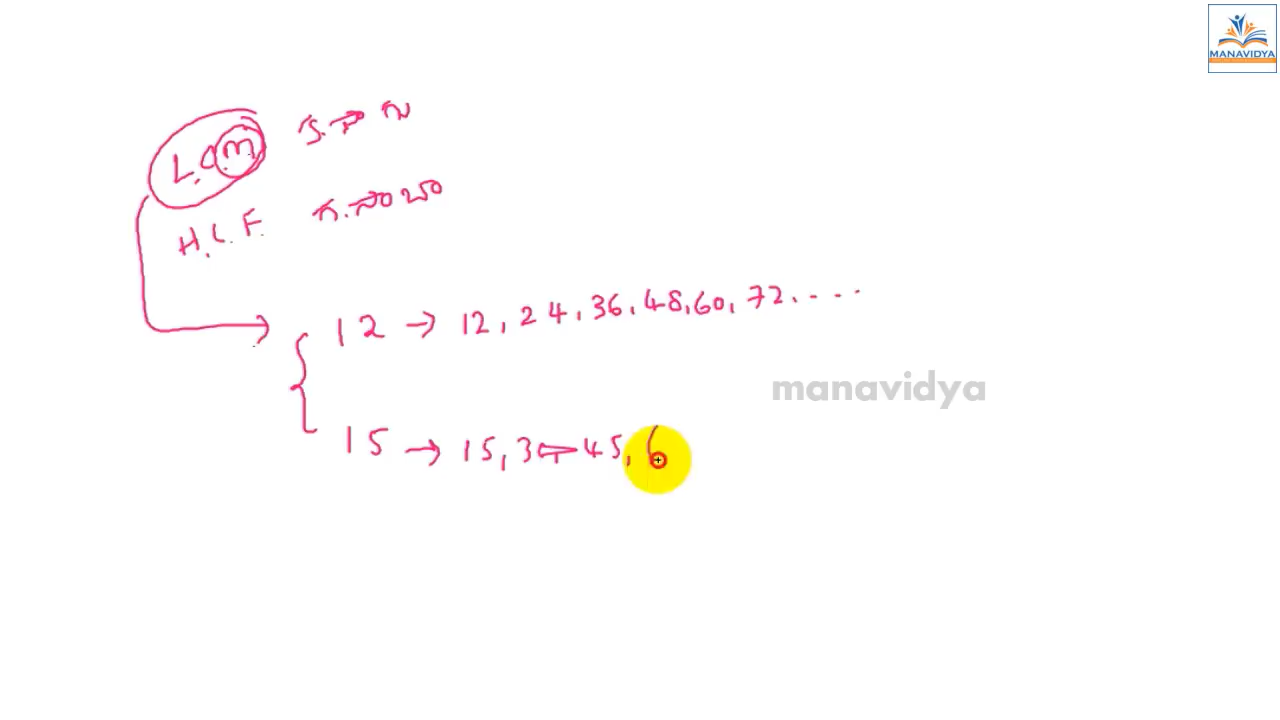 MANAVIDYA
L.C.M క.సా.గు
H.C.F. గ.సా.భా
12 → 12, 24, 36, 48, 60, 72, ....
manavidya
15 → 15, 30, 45, 6